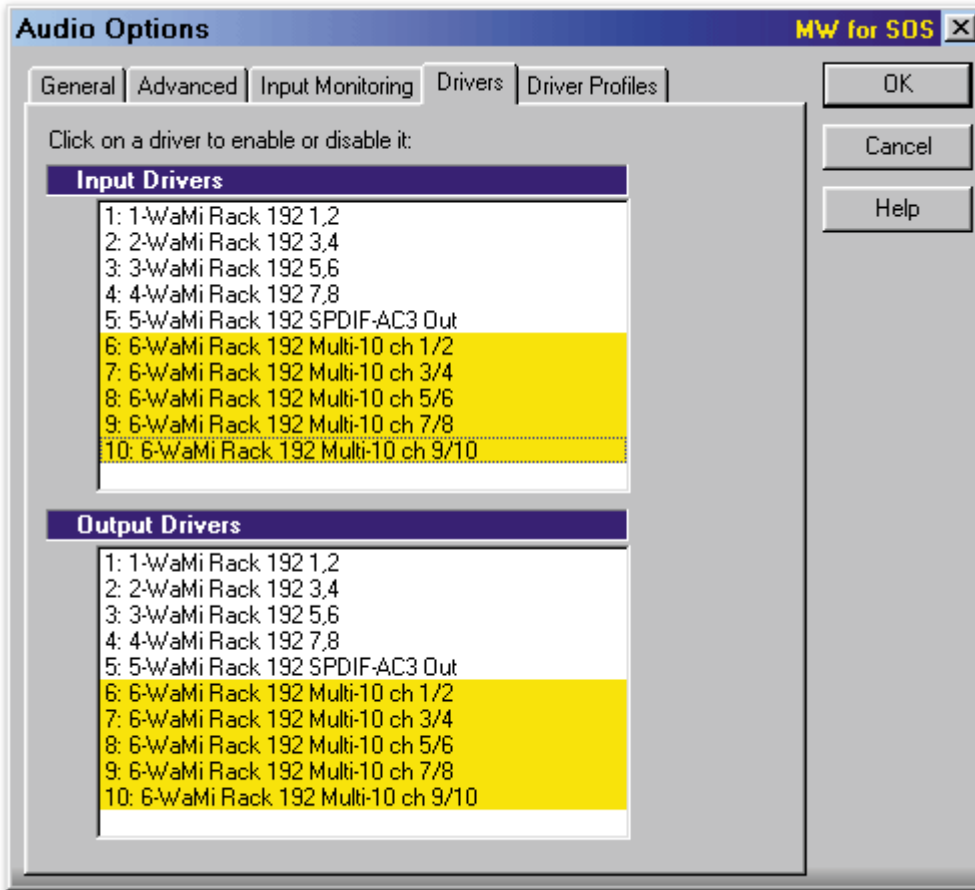 Audio Options
MW for SOS
General
Advanced
Input Monitoring
Drivers
Driver Profiles
OK
Cancel
Help
Click on a driver to enable or disable it:
Input Drivers
1: 1-WaMi Rack 192 1,2
2: 2-WaMi Rack 192 3,4
3: 3-WaMi Rack 192 5,6
4: 4-WaMi Rack 192 7,8
5: 5-WaMi Rack 192 SPDIF-AC3 Out
6: 6-WaMi Rack 192 Multi-10 ch 1/2
7: 6-WaMi Rack 192 Multi-10 ch 3/4
8: 6-WaMi Rack 192 Multi-10 ch 5/6
9: 6-WaMi Rack 192 Multi-10 ch 7/8
10: 6-WaMi Rack 192 Multi-10 ch 9/10
Output Drivers
1: 1-WaMi Rack 192 1,2
2: 2-WaMi Rack 192 3,4
3: 3-WaMi Rack 192 5,6
4: 4-WaMi Rack 192 7,8
5: 5-WaMi Rack 192 SPDIF-AC3 Out
6: 6-WaMi Rack 192 Multi-10 ch 1/2
7: 6-WaMi Rack 192 Multi-10 ch 3/4
8: 6-WaMi Rack 192 Multi-10 ch 5/6
9: 6-WaMi Rack 192 Multi-10 ch 7/8
10: 6-WaMi Rack 192 Multi-10 ch 9/10